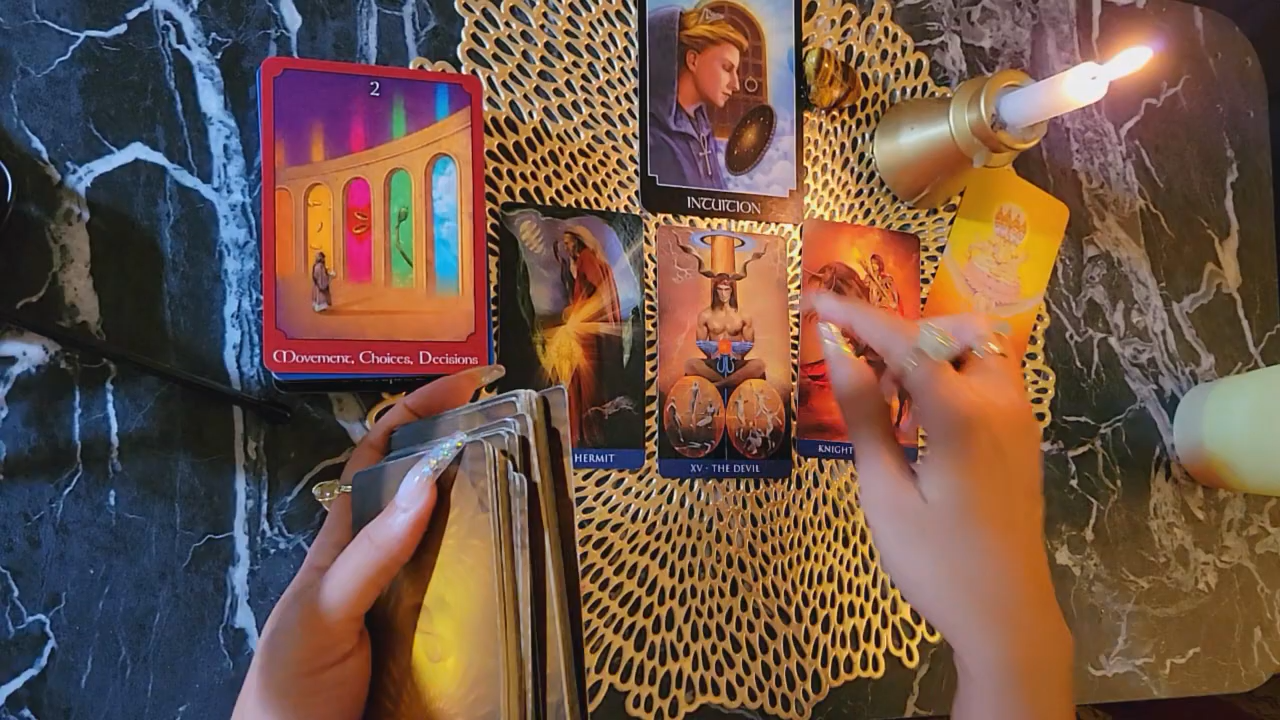 2
Movement, Choices, Decisions
INTUITION
HERMIT
XV · THE DEVIL
KNIGHT